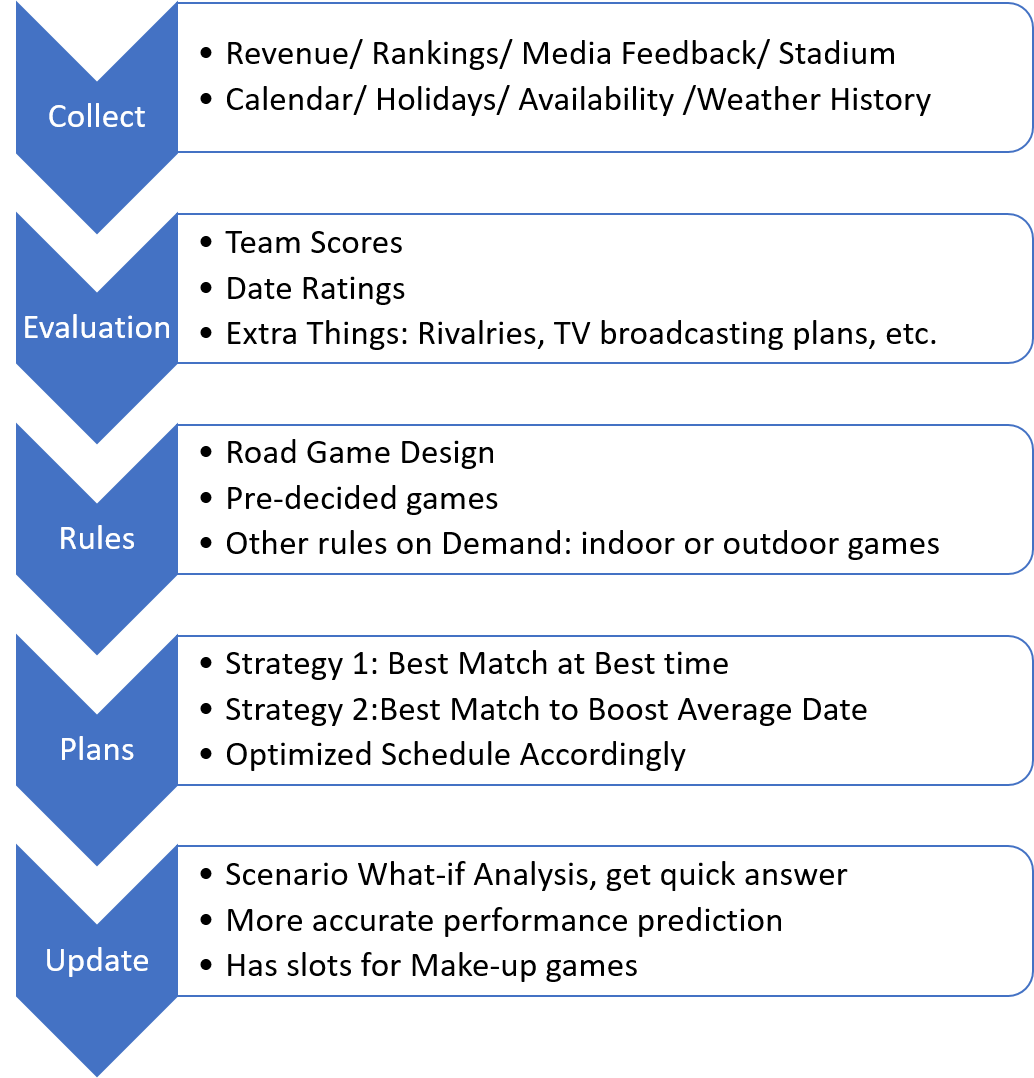 Collect
• Revenue/ Rankings/ Media Feedback/ Stadium
• Calendar/ Holidays/ Availability /Weather History
Evaluation
• Team Scores
• Date Ratings
• Extra Things: Rivalries, TV broadcasting plans, etc.
Rules
• Road Game Design
• Pre-decided games
• Other rules on Demand: indoor or outdoor games
Plans
• Strategy 1: Best Match at Best time
• Strategy 2:Best Match to Boost Average Date
• Optimized Schedule Accordingly
Update
• Scenario What-if Analysis, get quick answer
• More accurate performance prediction
• Has slots for Make-up games